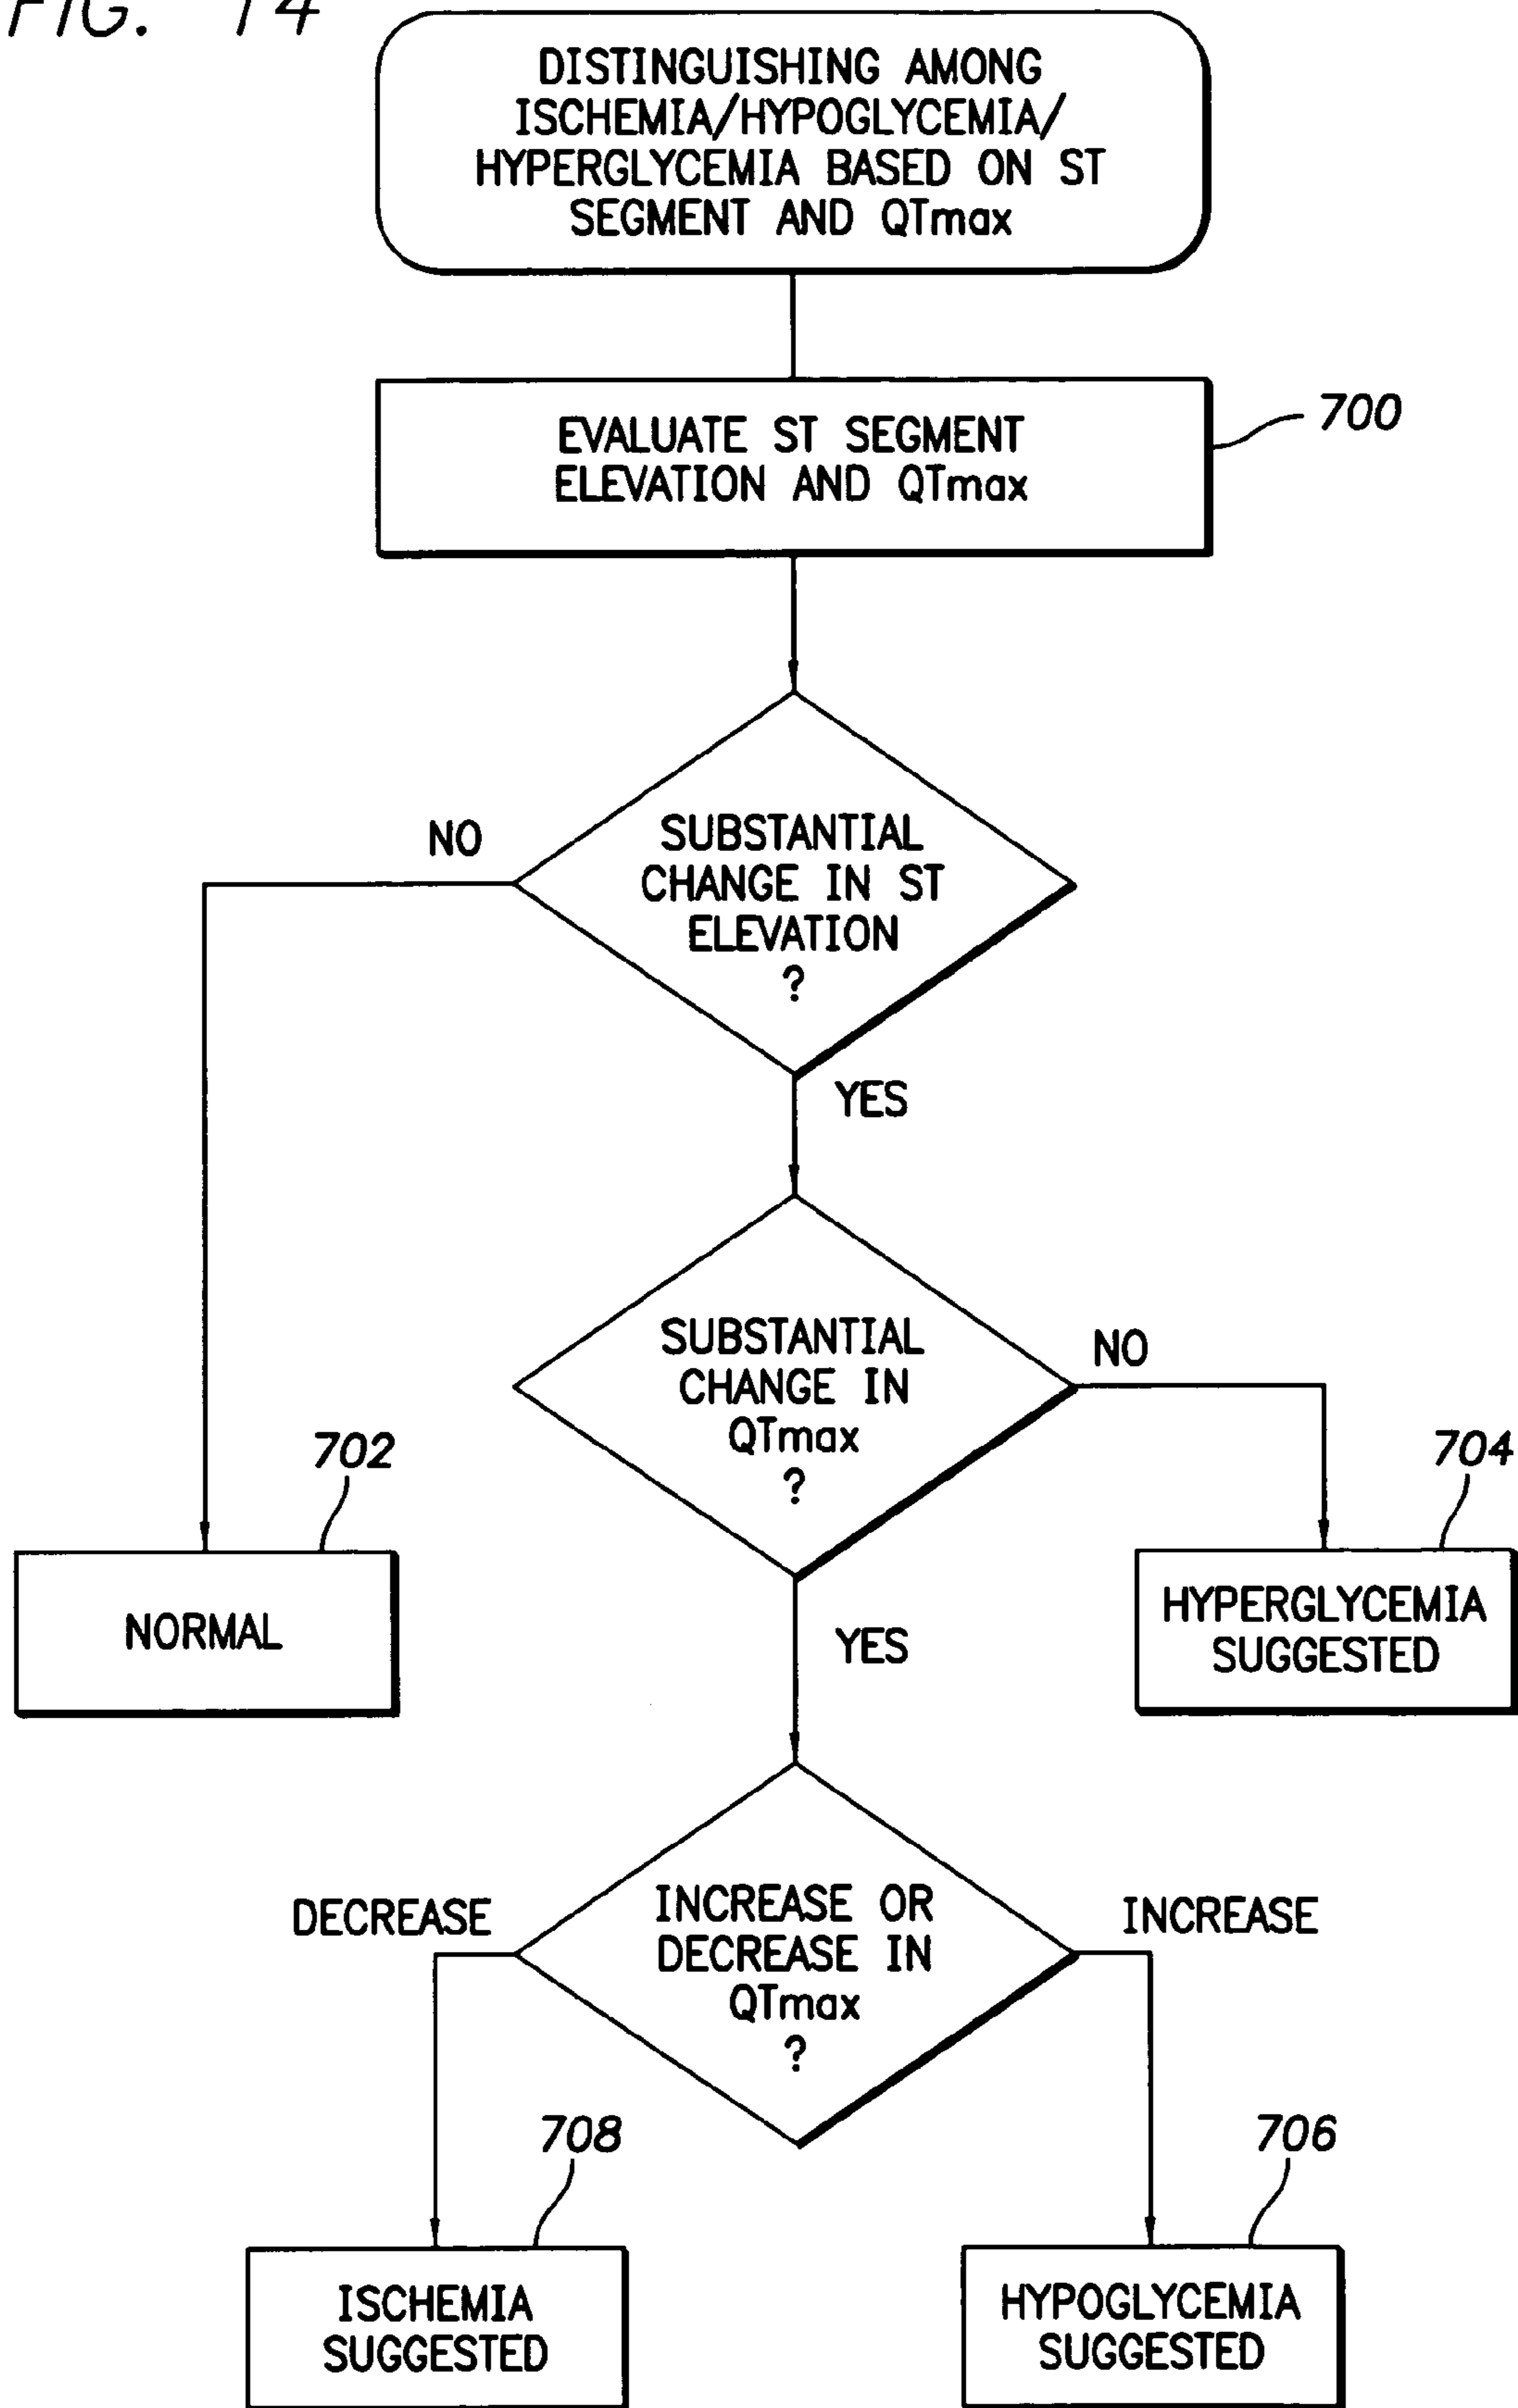 FIG. 14
DISTINGUISHING AMONG
ISCHEMIA/HYPOGLYCEMIA/
HYPERGLYCEMIA BASED ON ST
SEGMENT AND QTmax
EVALUATE ST SEGMENT
ELEVATION AND QTmax
700
SUBSTANTIAL
CHANGE IN ST
ELEVATION
?
NO
YES
SUBSTANTIAL
CHANGE IN
QTmax
?
NO
702
704
NORMAL
YES
HYPERGLYCEMIA
SUGGESTED
INCREASE OR
DECREASE IN
QTmax
?
DECREASE
INCREASE
708
706
ISCHEMIA
SUGGESTED
HYPOGLYCEMIA
SUGGESTED